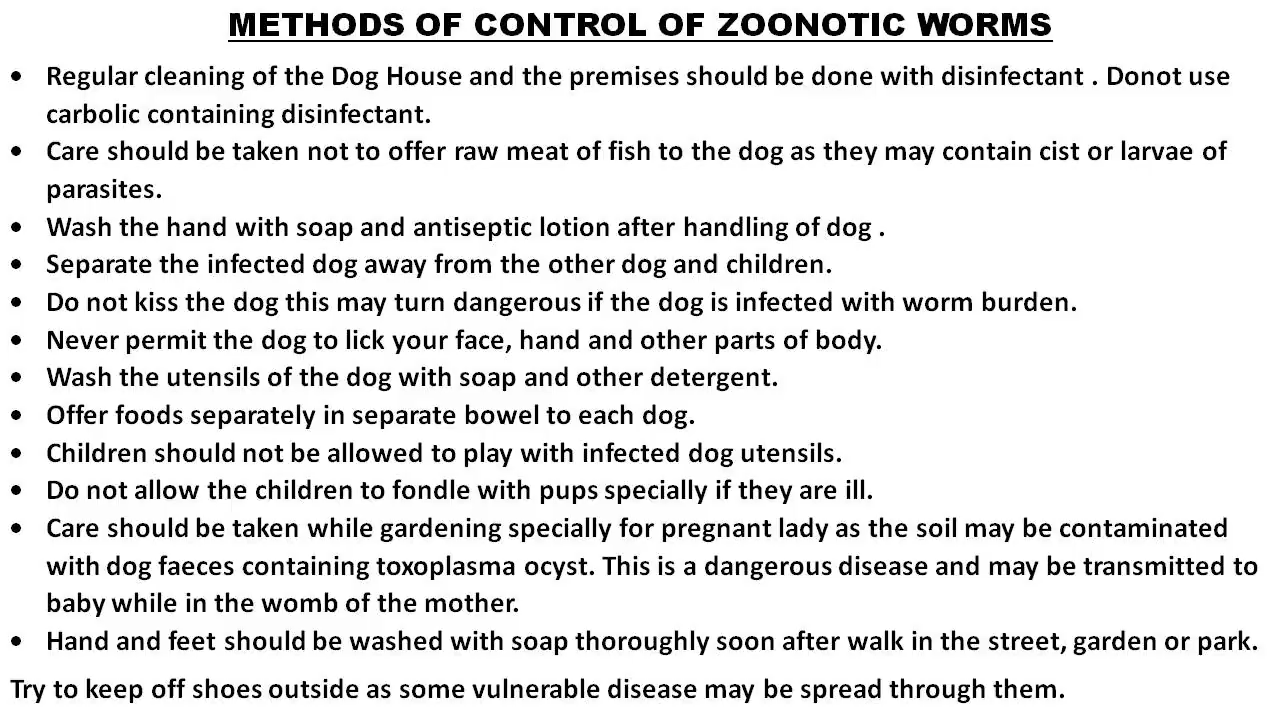 METHODS OF CONTROL OF ZOONOTIC WORMS
• Regular cleaning of the Dog House and the premises should be done with disinfectant . Donot use
carbolic containing disinfectant.
• Care should be taken not to offer raw meat of fish to the dog as they may contain cist or larvae of
parasites.
• Wash the hand with soap and antiseptic lotion after handling of dog .
• Separate the infected dog away from the other dog and children.
• Do not kiss the dog this may turn dangerous if the dog is infected with worm burden.
• Never permit the dog to lick your face, hand and other parts of body.
• Wash the utensils of the dog with soap and other detergent.
• Offer foods separately in separate bowel to each dog.
• Children should not be allowed to play with infected dog utensils.
• Do not allow the children to fondle with pups specially if they are ill.
• Care should be taken while gardening specially for pregnant lady as the soil may be contaminated
with dog faeces containing toxoplasma ocyst. This is a dangerous disease and may be transmitted to
baby while in the womb of the mother.
• Hand and feet should be washed with soap thoroughly soon after walk in the street, garden or park.
Try to keep off shoes outside as some vulnerable disease may be spread through them.